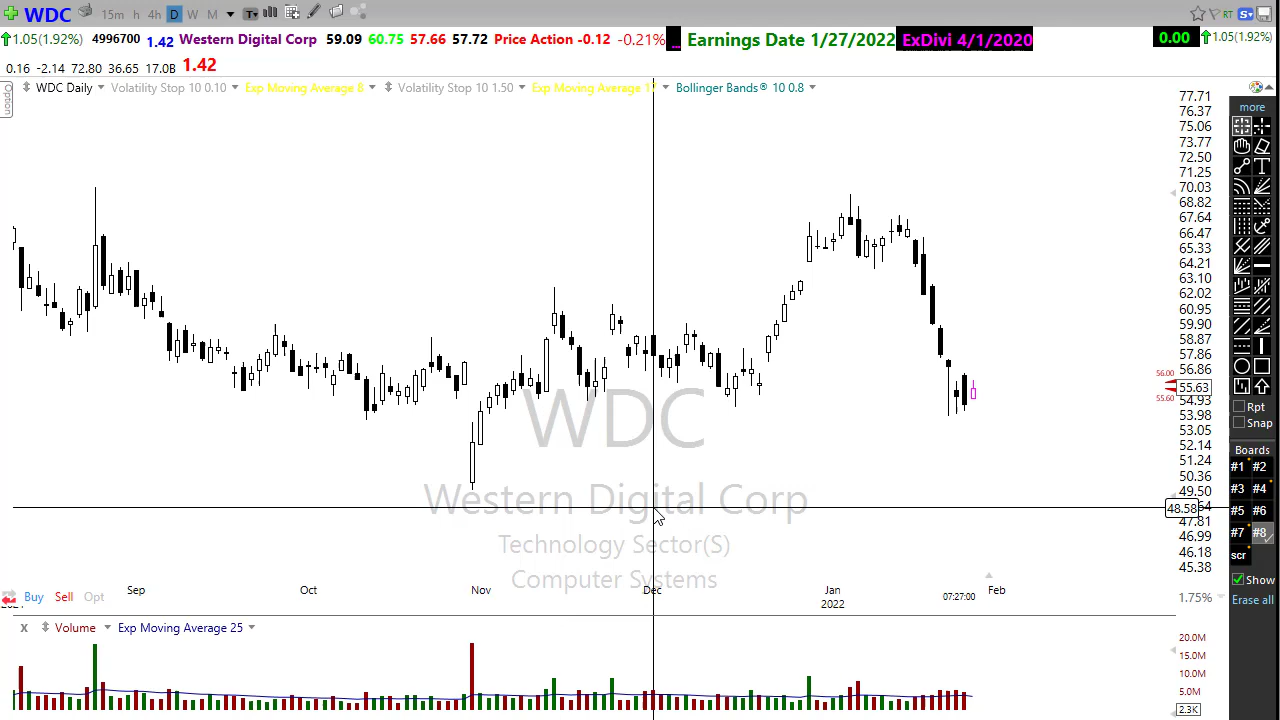 WDC 15m h 4h D W M T RT S
1.05(1.92%) 4996700 1.42 Western Digital Corp 59.09 60.75 57.66 57.72 Price Action -0.12 -0.21% ... Earnings Date 1/27/2022 ExDivi 4/1/2020 0.00 1.05(1.92%)
0.16 -2.14 72.80 36.65 17.0B 1.42
Option
WDC Daily Volatility Stop 10 0.10 Exp Moving Average 8 Volatility Stop 10 1.50 Exp Moving Average Bollinger Bands® 10 0.8
77.71
76.37
75.06
73.77
72.50
71.25
70.03
68.82
67.64
66.47
65.33
64.21
63.10
62.02
60.95
59.90
58.87
57.86
56.86
56.00
55.63
55.60
54.93
53.98
53.05
52.14
51.24
50.36
49.50
48.58
47.81
46.99
46.18
45.38
more
T
Rpt
Snap
Boards
#1 #2
#3 #4
#5 #6
#7 #8
scr
Show
Erase all
WDC
Western Digital Corp
Technology Sector(S)
Computer Systems
Buy Sell Opt
Sep Oct Nov Dec Jan 07:27:00 Feb
2022
1.75%
x Volume Exp Moving Average 25
20.0M
15.0M
10.0M
5.0M
2.3K